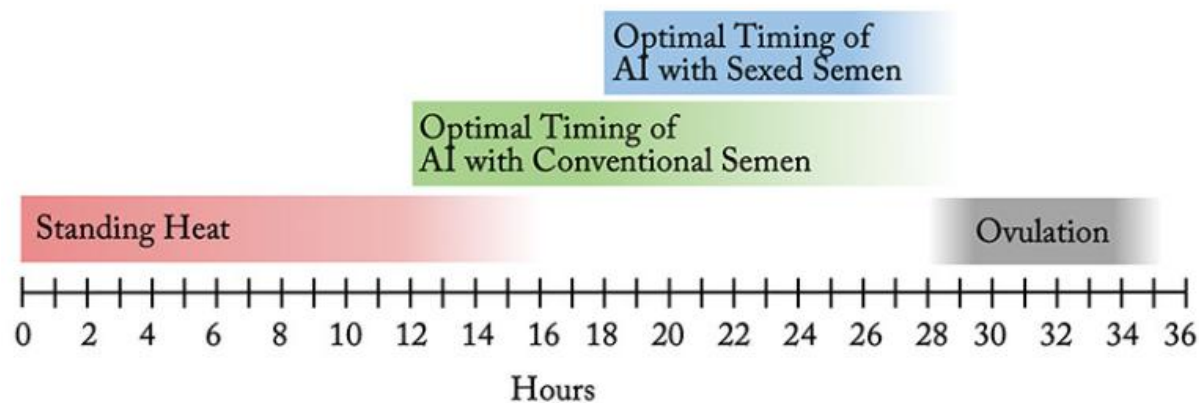 Optimal Timing of
AI with Sexed Semen
Optimal Timing of
AI with Conventional Semen
Standing Heat
Ovulation
0 2 4 6 8 10 12 14 16 18 20 22 24 26 28 30 32 34 36
Hours